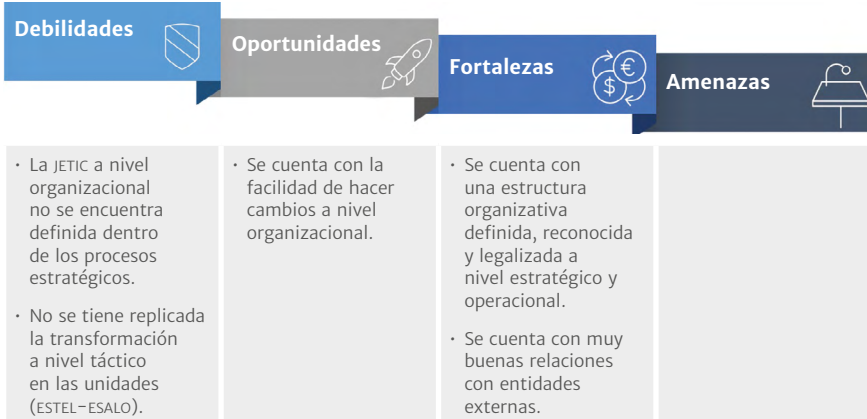 Debilidades
Oportunidades
Fortalezas
€
$
Amenazas
· La JETIC a nivel
organizacional
no se encuentra
definida dentro
de los procesos
estratégicos.
· No se tiene replicada
la transformación
a nivel táctico
en las unidades
(ESTEL-ESALO).
· Se cuenta con la
facilidad de hacer
cambios a nivel
organizacional.
· Se cuenta con
una estructura
organizativa
definida, reconocida
y legalizada a
nivel estratégico y
operacional.
· Se cuenta con muy
buenas relaciones
con entidades
externas.